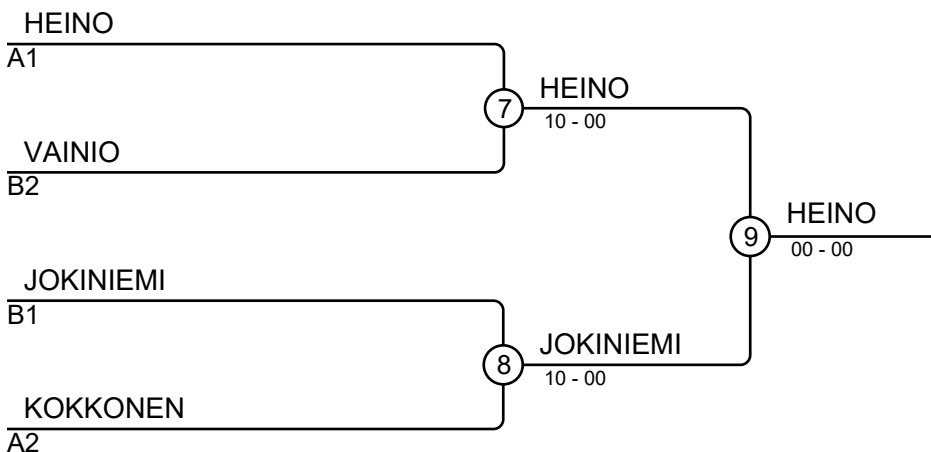 HEINO
A1
7
HEINO
10 - 00
VAINIO
B2
9
HEINO
00 - 00
JOKINIEMI
B1
8
JOKINIEMI
10 - 00
KOKKONEN
A2